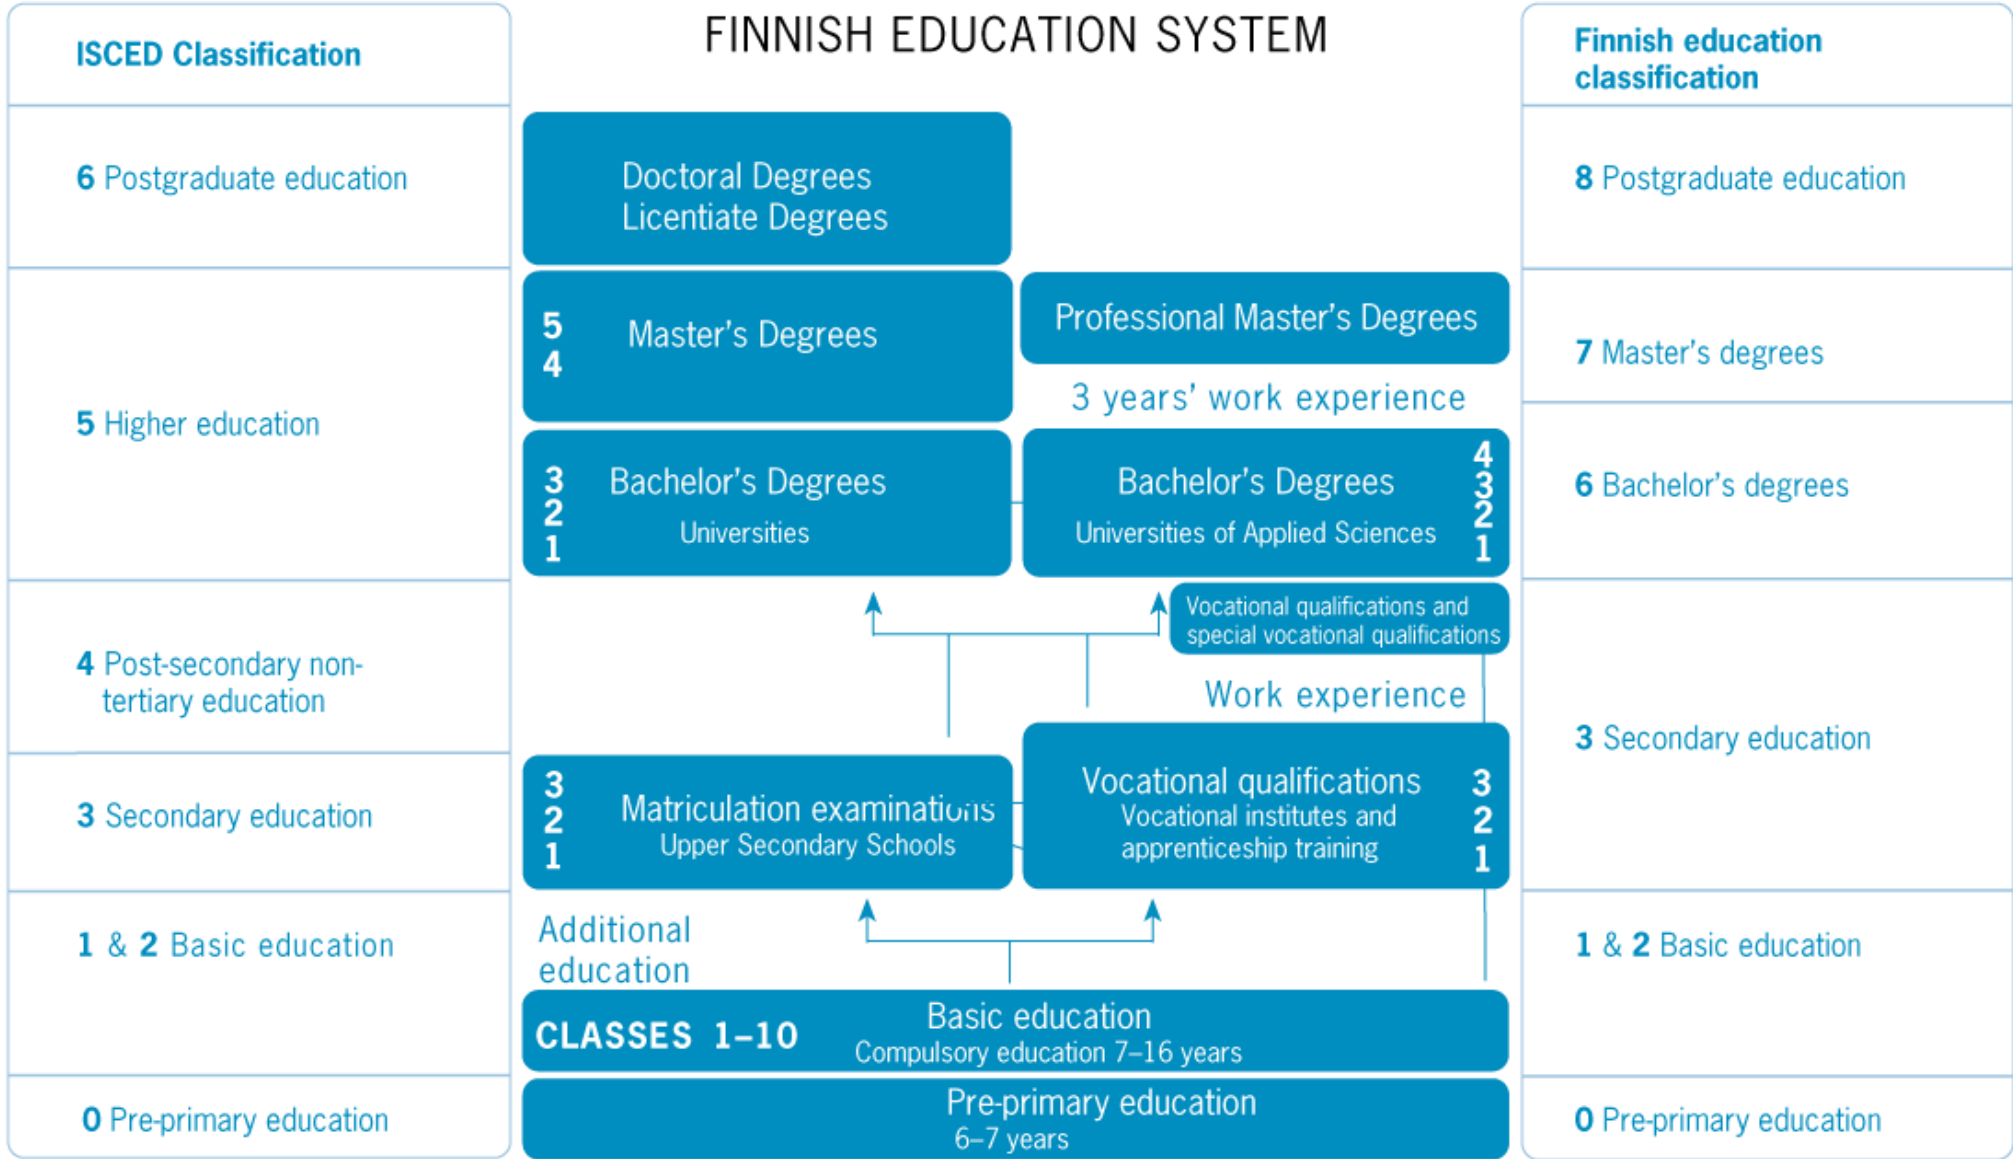 FINNISH EDUCATION SYSTEM
ISCED Classification
6 Postgraduate education
5 Higher education
4 Post-secondary non-
tertiary education
3 Secondary education
1 & 2 Basic education
0 Pre-primary education
Doctoral Degrees
Licentiate Degrees
5
4
Master's Degrees
Professional Master's Degrees
3 years' work experience
3
2
1
Bachelor's Degrees
Universities
Bachelor's Degrees
Universities of Applied Sciences
4
3
2
1
Vocational qualifications and
special vocational qualifications
Work experience
3
2
1
Matriculation examinations
Upper Secondary Schools
Vocational qualifications
Vocational institutes and
apprenticeship training
3
2
1
Additional
education
CLASSES 1–10
Basic education
Compulsory education 7–16 years
Pre-primary education
6–7 years
Finnish education
classification
8 Postgraduate education
7 Master's degrees
6 Bachelor's degrees
3 Secondary education
1 & 2 Basic education
0 Pre-primary education